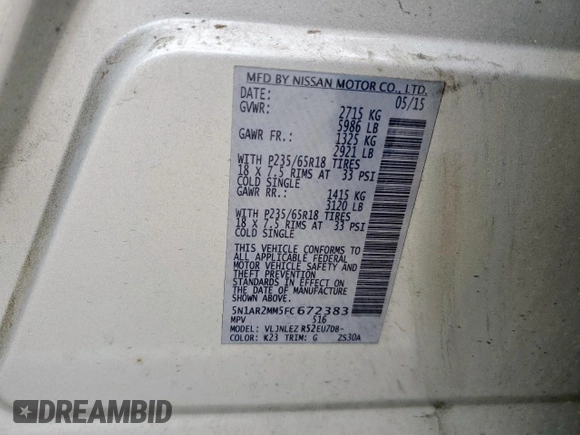 MFD BY NISSAN MOTOR CO., LTD.
DATE: 05/15
GVWR: 2715 KG
5986 LB
GAWR FR.: 1325 KG
2921 LB
WITH P235/65R18 TIRES
18 X 7.5 RIMS AT 33 PSI
COLD SINGLE
GAWR RR.: 1415 KG
3120 LB
WITH P235/65R18 TIRES
18 X 7.5 RIMS AT 33 PSI
COLD SINGLE
THIS VEHICLE CONFORMS TO
ALL APPLICABLE FEDERAL
MOTOR VEHICLE SAFETY AND
THEFT PREVENTION
STANDARDS IN EFFECT ON
THE DATE OF MANUFACTURE
SHOWN ABOVE.
5N1AR2MM5FC672383
MPV 516
MODEL: VLJNLEZ R52EU7D8-
COLOR: K23 TRIM: G ZS30A
DREAMBID